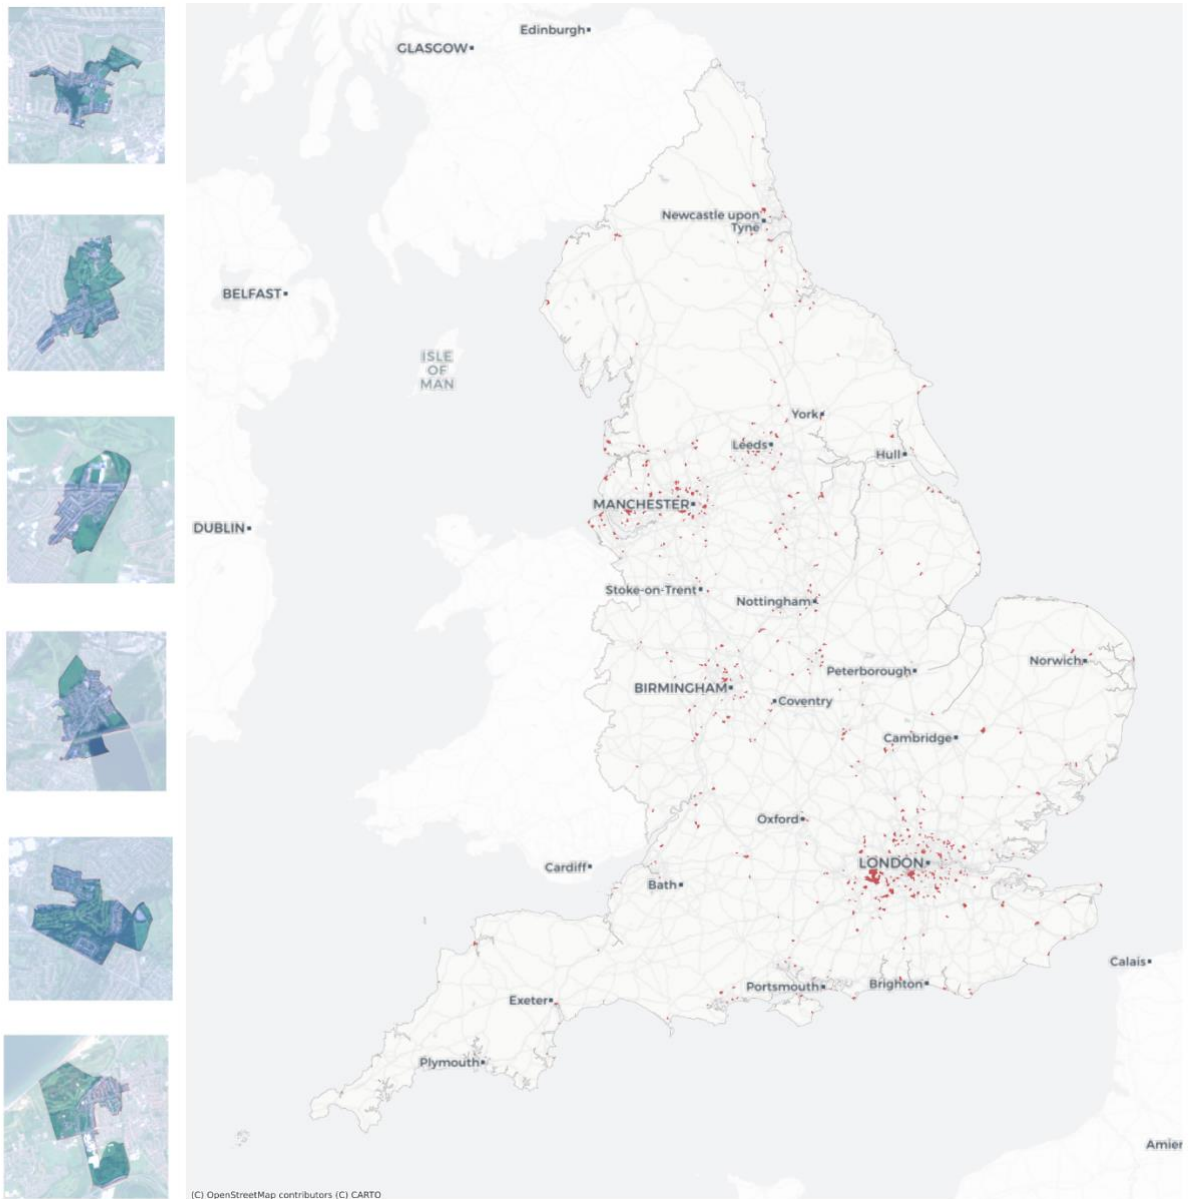 Edinburgh
GLASGOW
Newcastle upon
Tyne
BELFAST
ISLE
OF
MAN
York
Leeds
Hull
MANCHESTER
DUBLIN
Stoke-on-Trent
Nottingham
Norwich
Peterborough
BIRMINGHAM
Coventry
Cambridge
Oxford
LONDON
Cardiff
Bath
Calais
Portsmouth
Brighton
Exeter
Plymouth
Amier
(C) OpenStreetMap contributors (C) CARTO